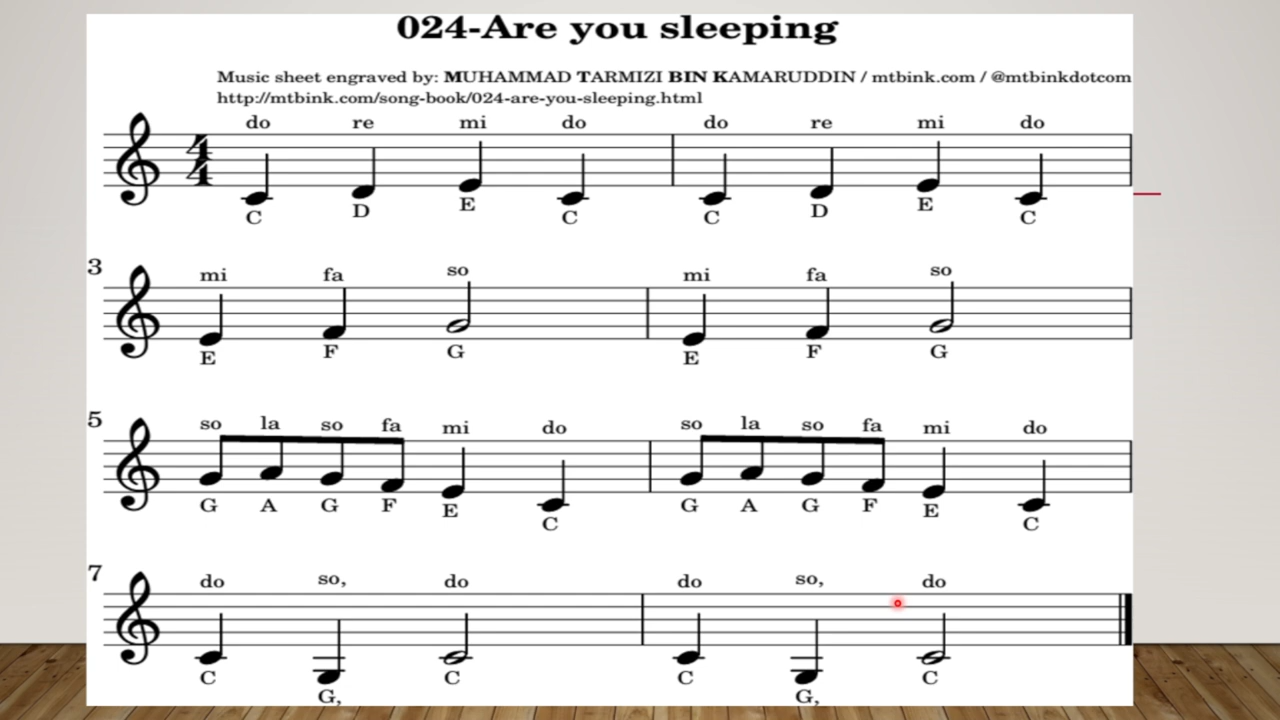 024-Are you sleeping
Music sheet engraved by: MUHAMMAD TARMIZI BIN KAMARUDDIN / mtbink.com / @mtbinkdotcom
http://mtbink.com/song-book/024-are-you-sleeping.html
do re mi do do re mi do
4
4
C D E C C D E C
3
mi fa so mi fa so
E F G E F G
5
so la so fa mi do so la so fa mi do
G A G F E C G A G F E C
7
do so, do do so, do
C G, C C G, C